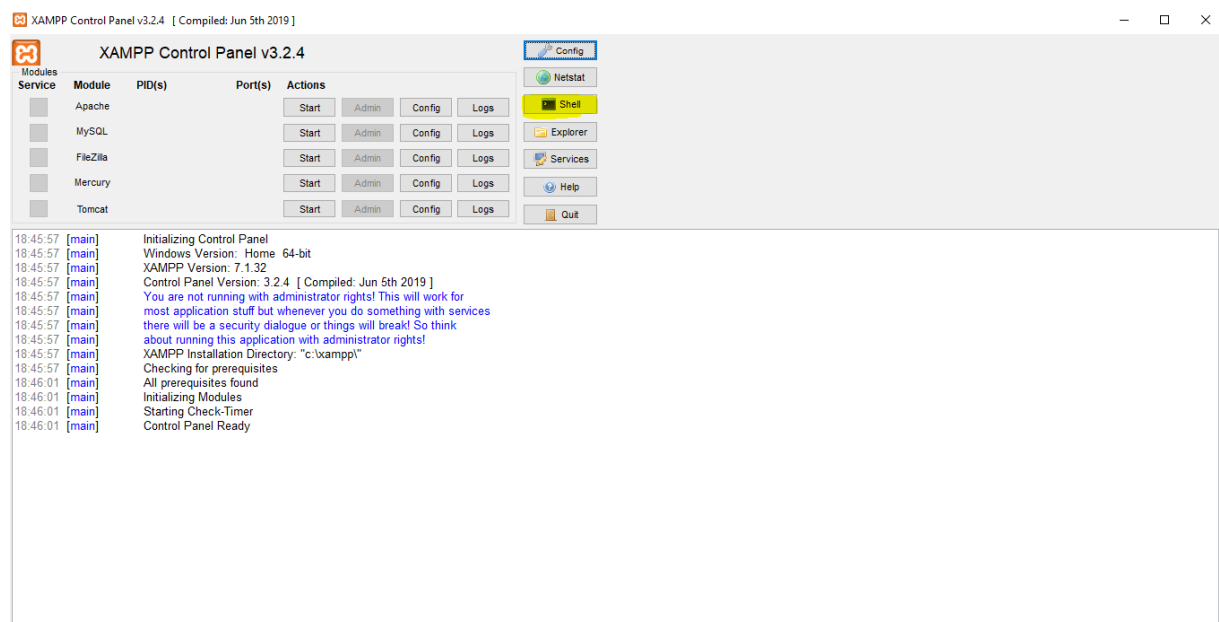 XAMPP Control Panel v3.2.4 [ Compiled: Jun 5th 2019 ]
XAMPP Control Panel v3.2.4
Config
Netstat
Shell
Explorer
Services
Help
Quit
Modules
Service Module PID(s) Port(s) Actions
Apache Start Admin Config Logs
MySQL Start Admin Config Logs
FileZilla Start Admin Config Logs
Mercury Start Admin Config Logs
Tomcat Start Admin Config Logs
18:45:57 [main] Initializing Control Panel
18:45:57 [main] Windows Version: Home 64-bit
18:45:57 [main] XAMPP Version: 7.1.32
18:45:57 [main] Control Panel Version: 3.2.4 [ Compiled: Jun 5th 2019 ]
18:45:57 [main] You are not running with administrator rights! This will work for
18:45:57 [main] most application stuff but whenever you do something with services
18:45:57 [main] there will be a security dialogue or things will break! So think
18:45:57 [main] about running this application with administrator rights!
18:45:57 [main] XAMPP Installation Directory: "c:\xampp\"
18:45:57 [main] Checking for prerequisites
18:46:01 [main] All prerequisites found
18:46:01 [main] Initializing Modules
18:46:01 [main] Starting Check-Timer
18:46:01 [main] Control Panel Ready